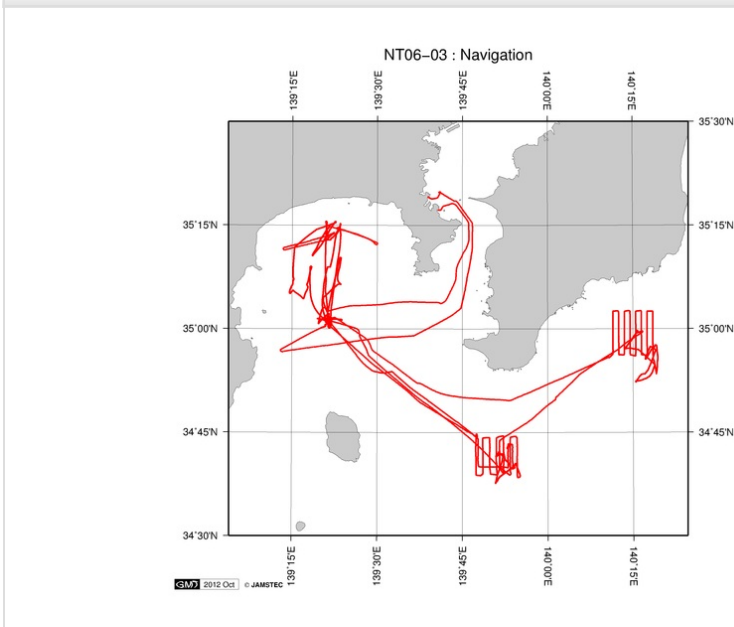 NT06−03 : Navigation
139˚15'E 139˚30'E 139˚45'E 140˚00'E 140˚15'E
35˚30'N
35˚15'N 35˚15'N
35˚00'N 35˚00'N
34˚45'N 34˚45'N
34˚30'N
139˚15'E 139˚30'E 139˚45'E 140˚00'E 140˚15'E
GMT 2012 Oct © JAMSTEC